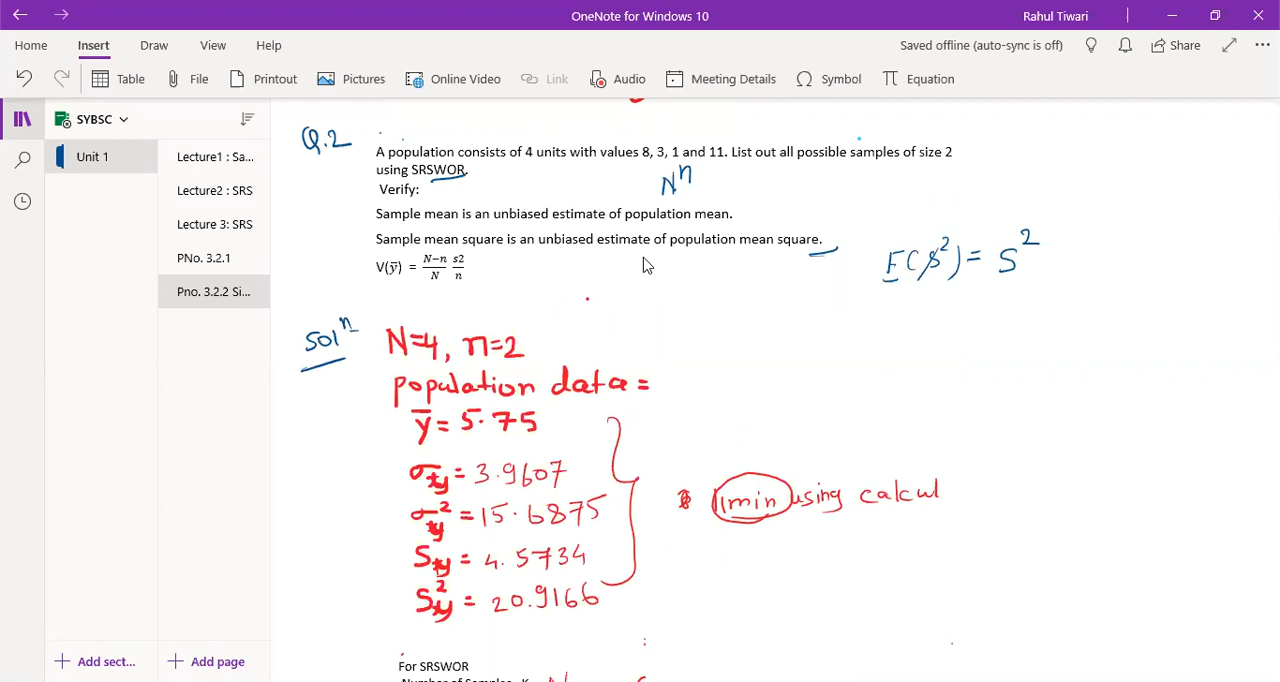 OneNote for Windows 10
Rahul Tiwari
Home Insert Draw View Help
Saved offline (auto-sync is off) Share
Table File Printout Pictures Online Video Link Audio Meeting Details Symbol Equation
SYBSC
Unit 1
Lecture1 : Sa...
Lecture2 : SRS
Lecture 3: SRS
PNo. 3.2.1
Pno. 3.2.2 Si...
Add sect...
Add page
Q.2
A population consists of 4 units with values 8, 3, 1 and 11. List out all possible samples of size 2
using SRSWOR.
N^n
Verify:
Sample mean is an unbiased estimate of population mean.
Sample mean square is an unbiased estimate of population mean square.
E(s²) = S²
V(ȳ) = N−n/N s2/n
Solⁿ
N=4, n=2
population data =
ȳ = 5.75
σy = 3.9607
σy² = 15.6875
1min using calcul
Sy = 4.5734
Sy² = 20.9166
For SRSWOR